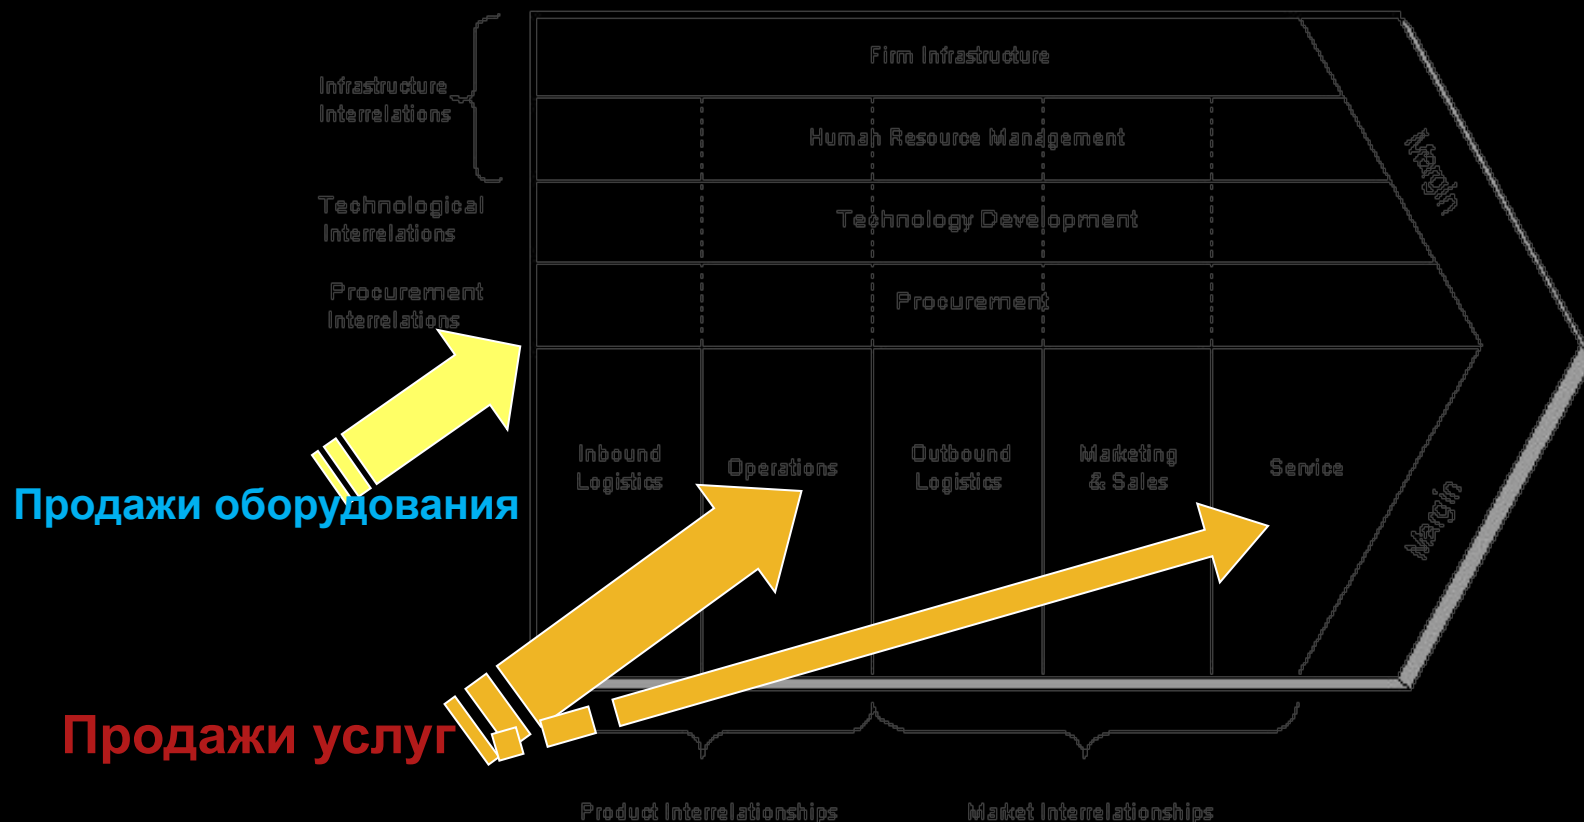 Firm Infrastructure
Infrastructure
Interrelations
Human Resource Management
Margin
Technological
Interrelations
Technology Development
Procurement
Interrelations
Procurement
Inbound
Logistics
Operations
Outbound
Logistics
Marketing
& Sales
Service
Margin
Продажи оборудования
Продажи услуг
Product Interrelationships
Market Interrelationships